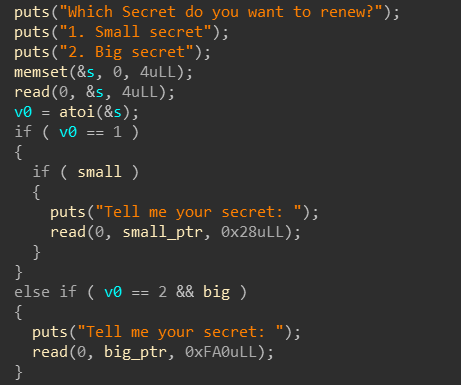 puts("Which Secret do you want to renew?");
puts("1. Small secret");
puts("2. Big secret");
memset(&s, 0, 4uLL);
read(0, &s, 4uLL);
v0 = atoi(&s);
if ( v0 == 1 )
{
  if ( small )
  {
    puts("Tell me your secret: ");
    read(0, small_ptr, 0x28uLL);
  }
}
else if ( v0 == 2 && big )
{
  puts("Tell me your secret: ");
  read(0, big_ptr, 0xFA0uLL);
}